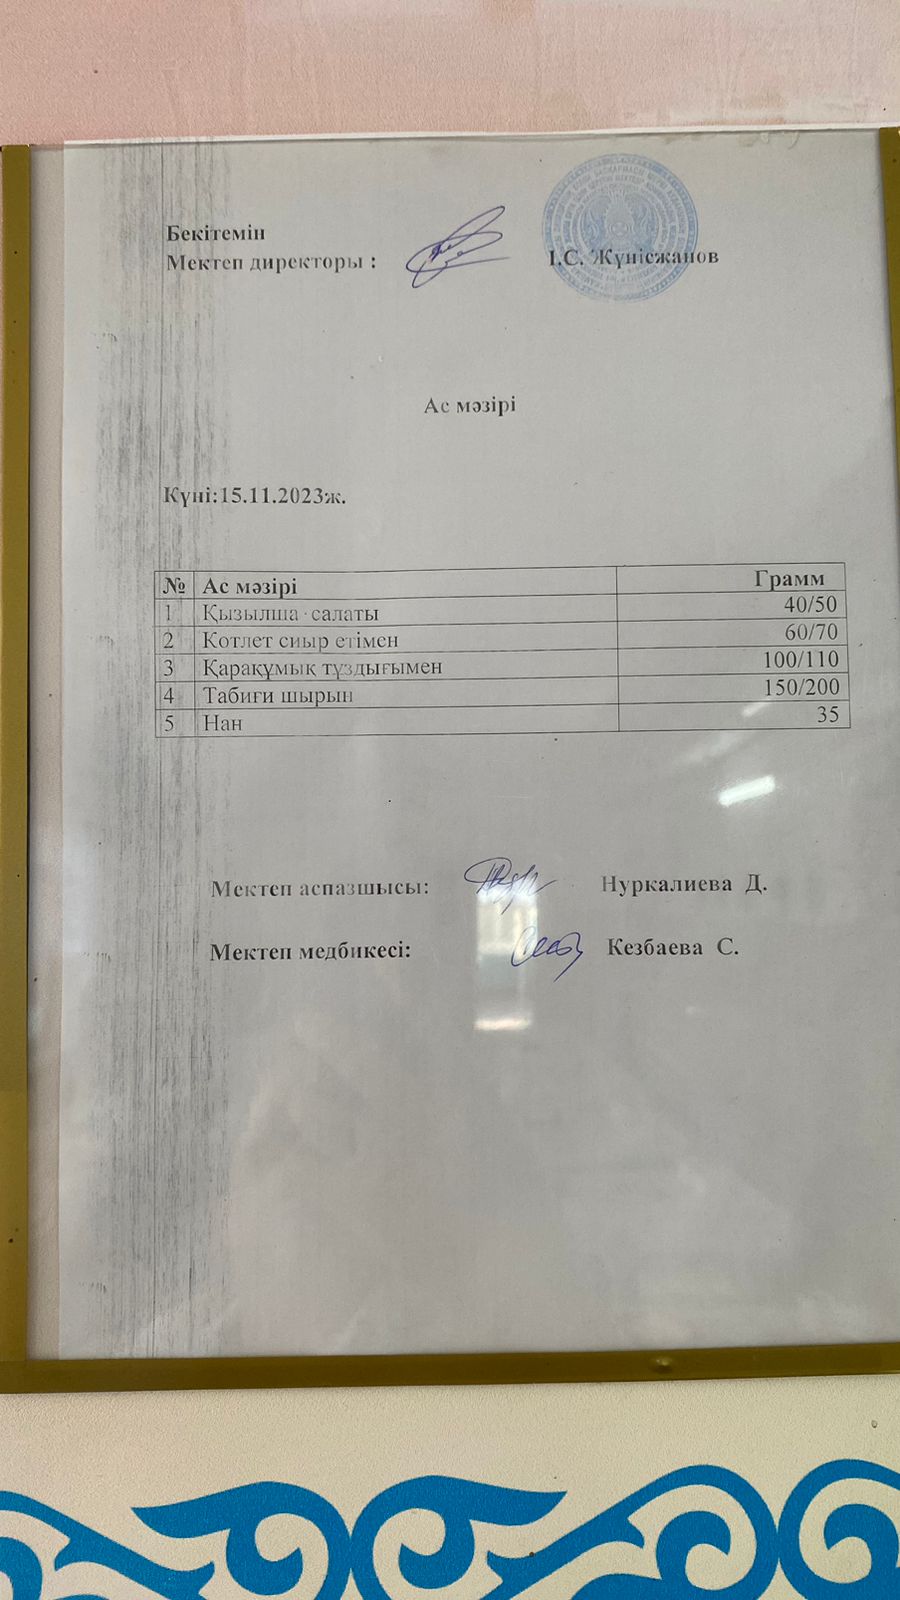 Бекітемін
Мектеп директоры : І.С. Жүнісжанов
Ас мәзірі
Күні:15.11.2023ж.
№ Ас мәзірі Грамм
1 Қызылша салаты 40/50
2 Котлет сиыр етімен 60/70
3 Қарақұмық тұздығымен 100/110
4 Табиғи шырын 150/200
5 Нан 35
Мектеп аспазшысы: Нуркалиева Д.
Мектеп медбикесі: Кезбаева С.